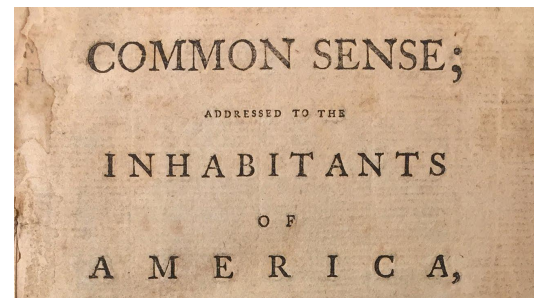 COMMON SENSE;
ADDRESSED TO THE
INHABITANTS
OF
AMERICA,